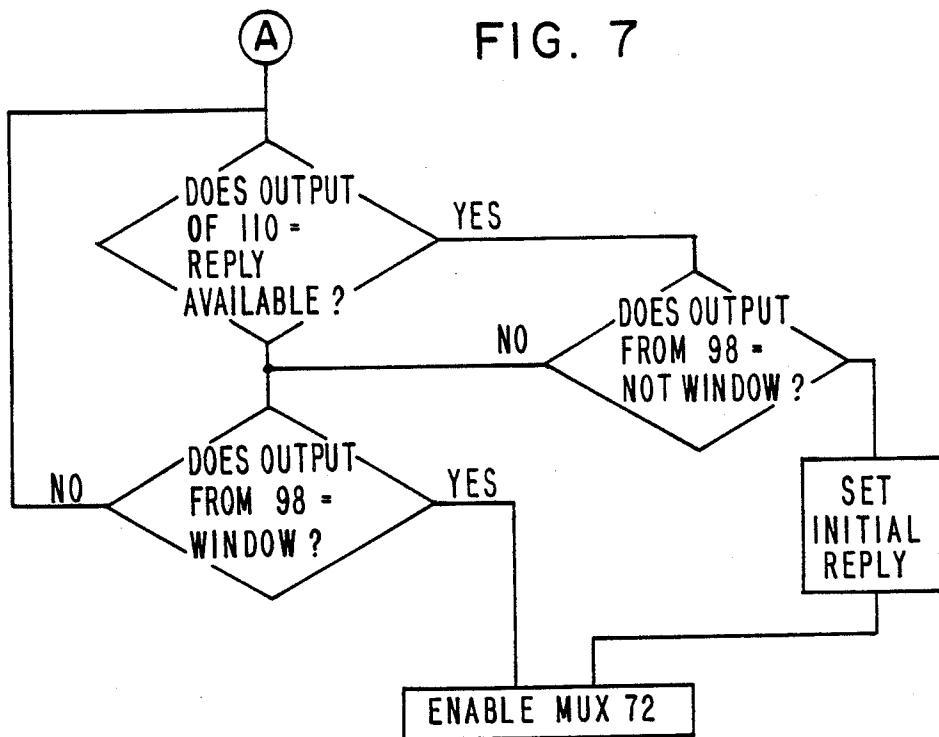 A
FIG. 7
DOES OUTPUT
OF 110 =
REPLY
AVAILABLE ?
YES
DOES OUTPUT
FROM 98 =
NOT WINDOW ?
NO
DOES OUTPUT
FROM 98 =
WINDOW ?
NO
YES
SET
INITIAL
REPLY
ENABLE MUX 72